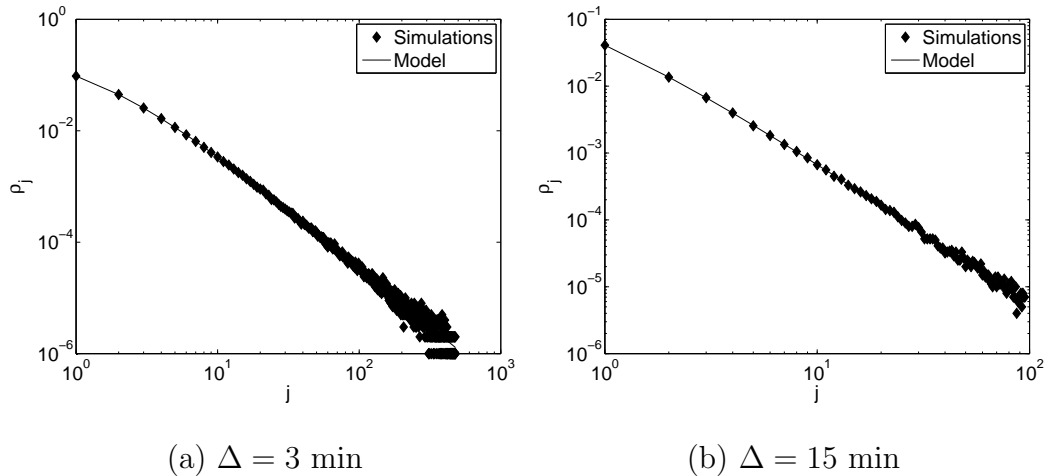 10^0
10^-2
10^-4
10^-6
ρ_j
10^0
10^1
10^2
10^3
j
Simulations
Model
(a) Δ = 3 min
10^-1
10^-2
10^-3
10^-4
10^-5
10^-6
ρ_j
10^0
10^1
10^2
j
Simulations
Model
(b) Δ = 15 min